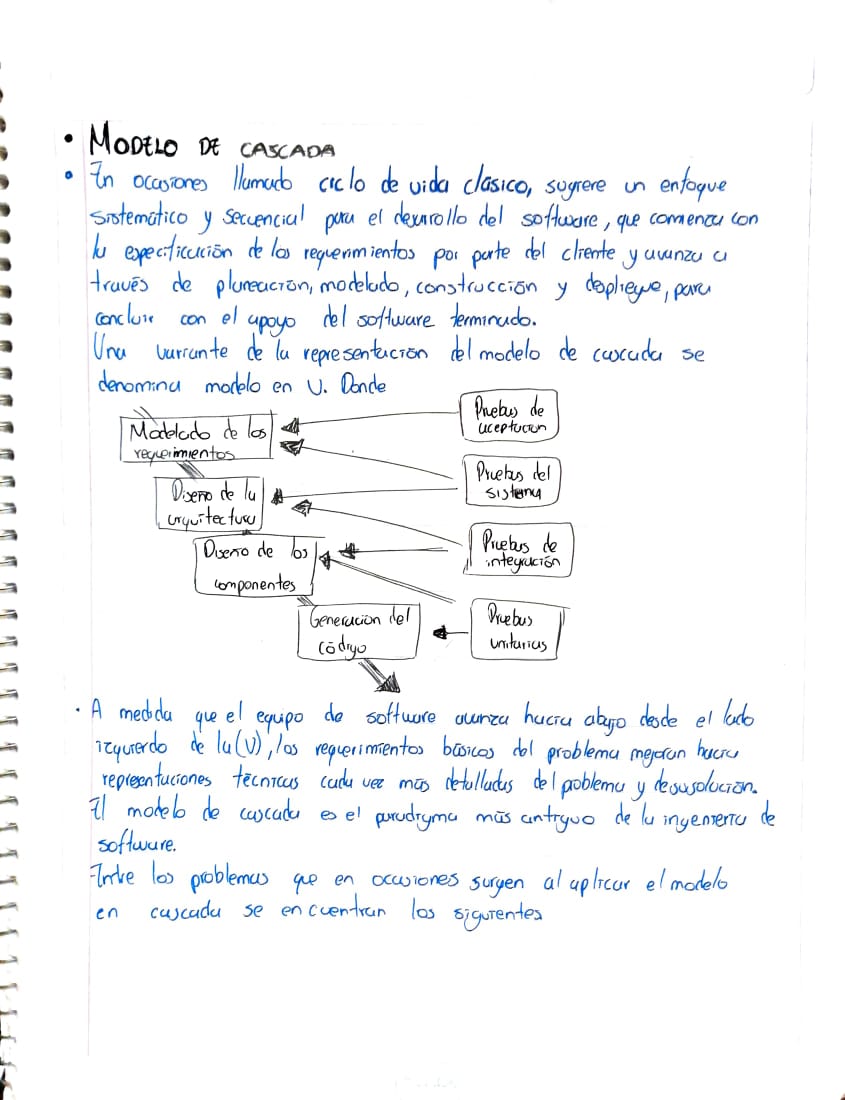 • MODELO DE CASCADA
• En ocasiones llamado ciclo de vida clásico, sugiere un enfoque
sistemático y secuencial para el desarrollo del software, que comienza con
la especificación de los requerimientos por parte del cliente y avanza a
través de planeación, modelado, construcción y despliegue, para
concluir con el apoyo del software terminado.
Una variante de la representación del modelo de cascada se
denomina modelo en V. Donde
Pruebas de
aceptacion
Modelado de los
requerimientos
Pruebas del
sistema
Diseño de la
arquitectura
Pruebas de
integración
Diseño de los
componentes
Generacion del
código
Pruebas
unitarias
· A medida que el equipo de software avanza hacia abajo desde el lado
izquierdo de la (V), los requerimientos básicos del problema mejoran hacia
representaciones técnicas cada vez más detalladas del problema y de su solución.
El modelo de cascada es el paradigma más antiguo de la ingeniería de
software.
Entre los problemas que en ocasiones surgen al aplicar el modelo
en cascada se encuentran los siguientes